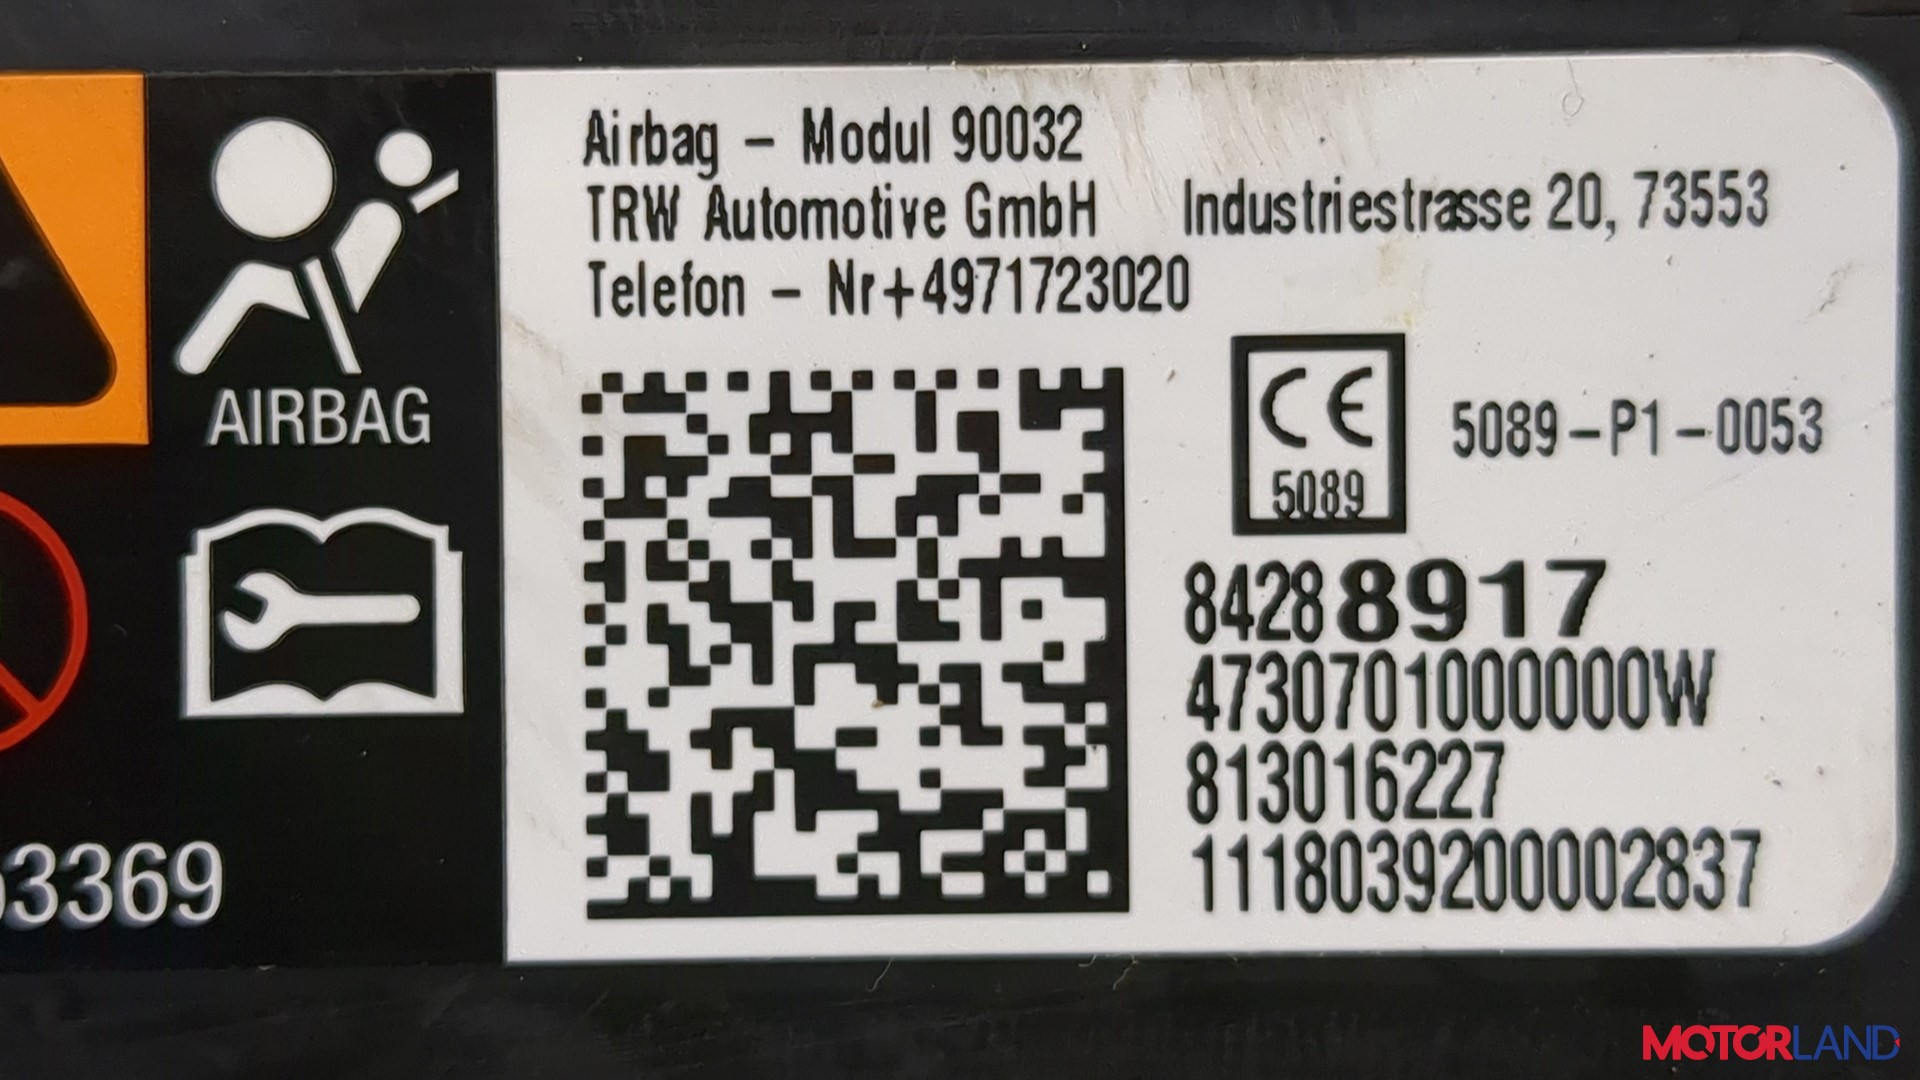 Airbag – Modul 90032
TRW Automotive GmbH Industriestrasse 20, 73553
Telefon – Nr+4971723020
AIRBAG
CE
5089
5089-P1-0053
84288917
4730701000000W
813016227
1118039200002837
3369
MOTORLAND